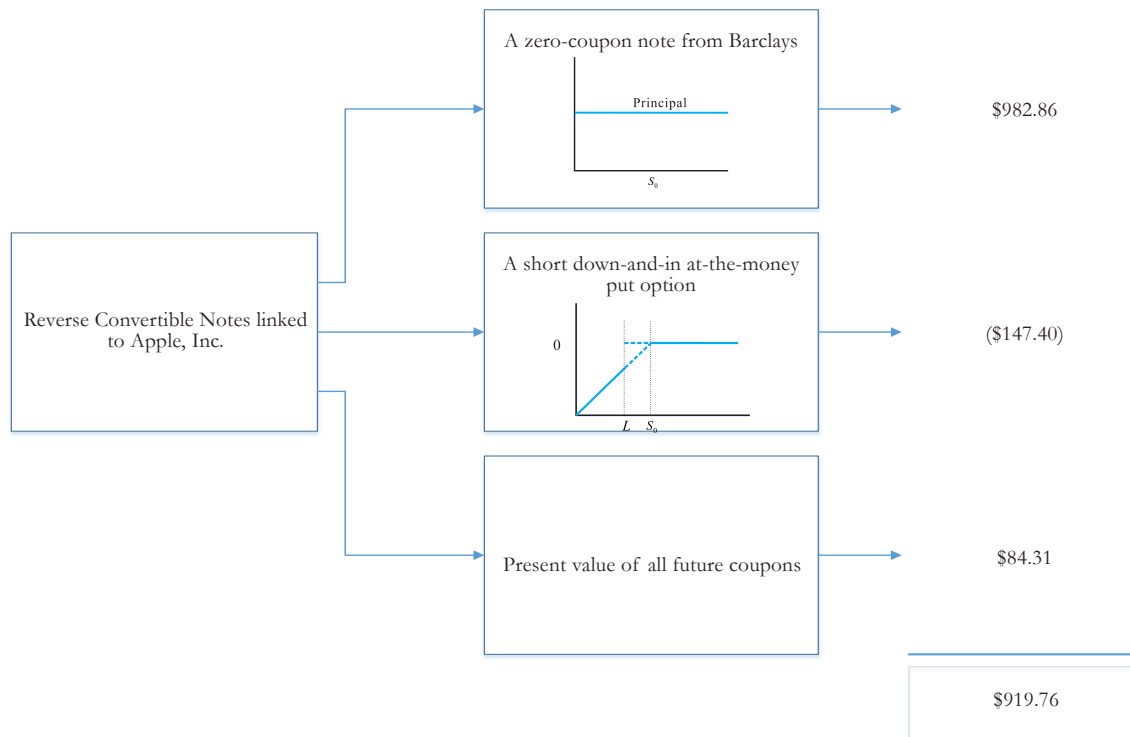 A zero-coupon note from Barclays
Principal
S₀
$982.86
Reverse Convertible Notes linked
to Apple, Inc.
A short down-and-in at-the-money
put option
0
L S₀
($147.40)
Present value of all future coupons
$84.31
$919.76